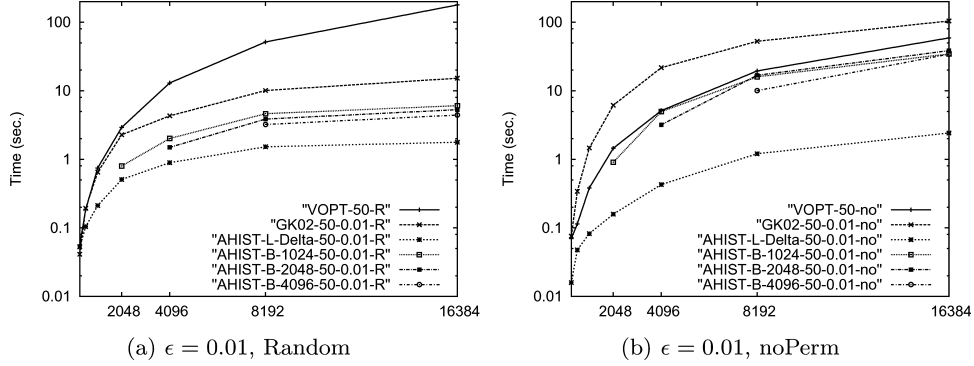 100
10
1
0.1
0.01
Time (sec.)
"VOPT-50-R"
"GK02-50-0.01-R"
"AHIST-L-Delta-50-0.01-R"
"AHIST-B-1024-50-0.01-R"
"AHIST-B-2048-50-0.01-R"
"AHIST-B-4096-50-0.01-R"
2048 4096 8192 16384
(a) ϵ = 0.01, Random
100
10
1
0.1
0.01
Time (sec.)
"VOPT-50-no"
"GK02-50-0.01-no"
"AHIST-L-Delta-50-0.01-no"
"AHIST-B-1024-50-0.01-no"
"AHIST-B-2048-50-0.01-no"
"AHIST-B-4096-50-0.01-no"
2048 4096 8192 16384
(b) ϵ = 0.01, noPerm